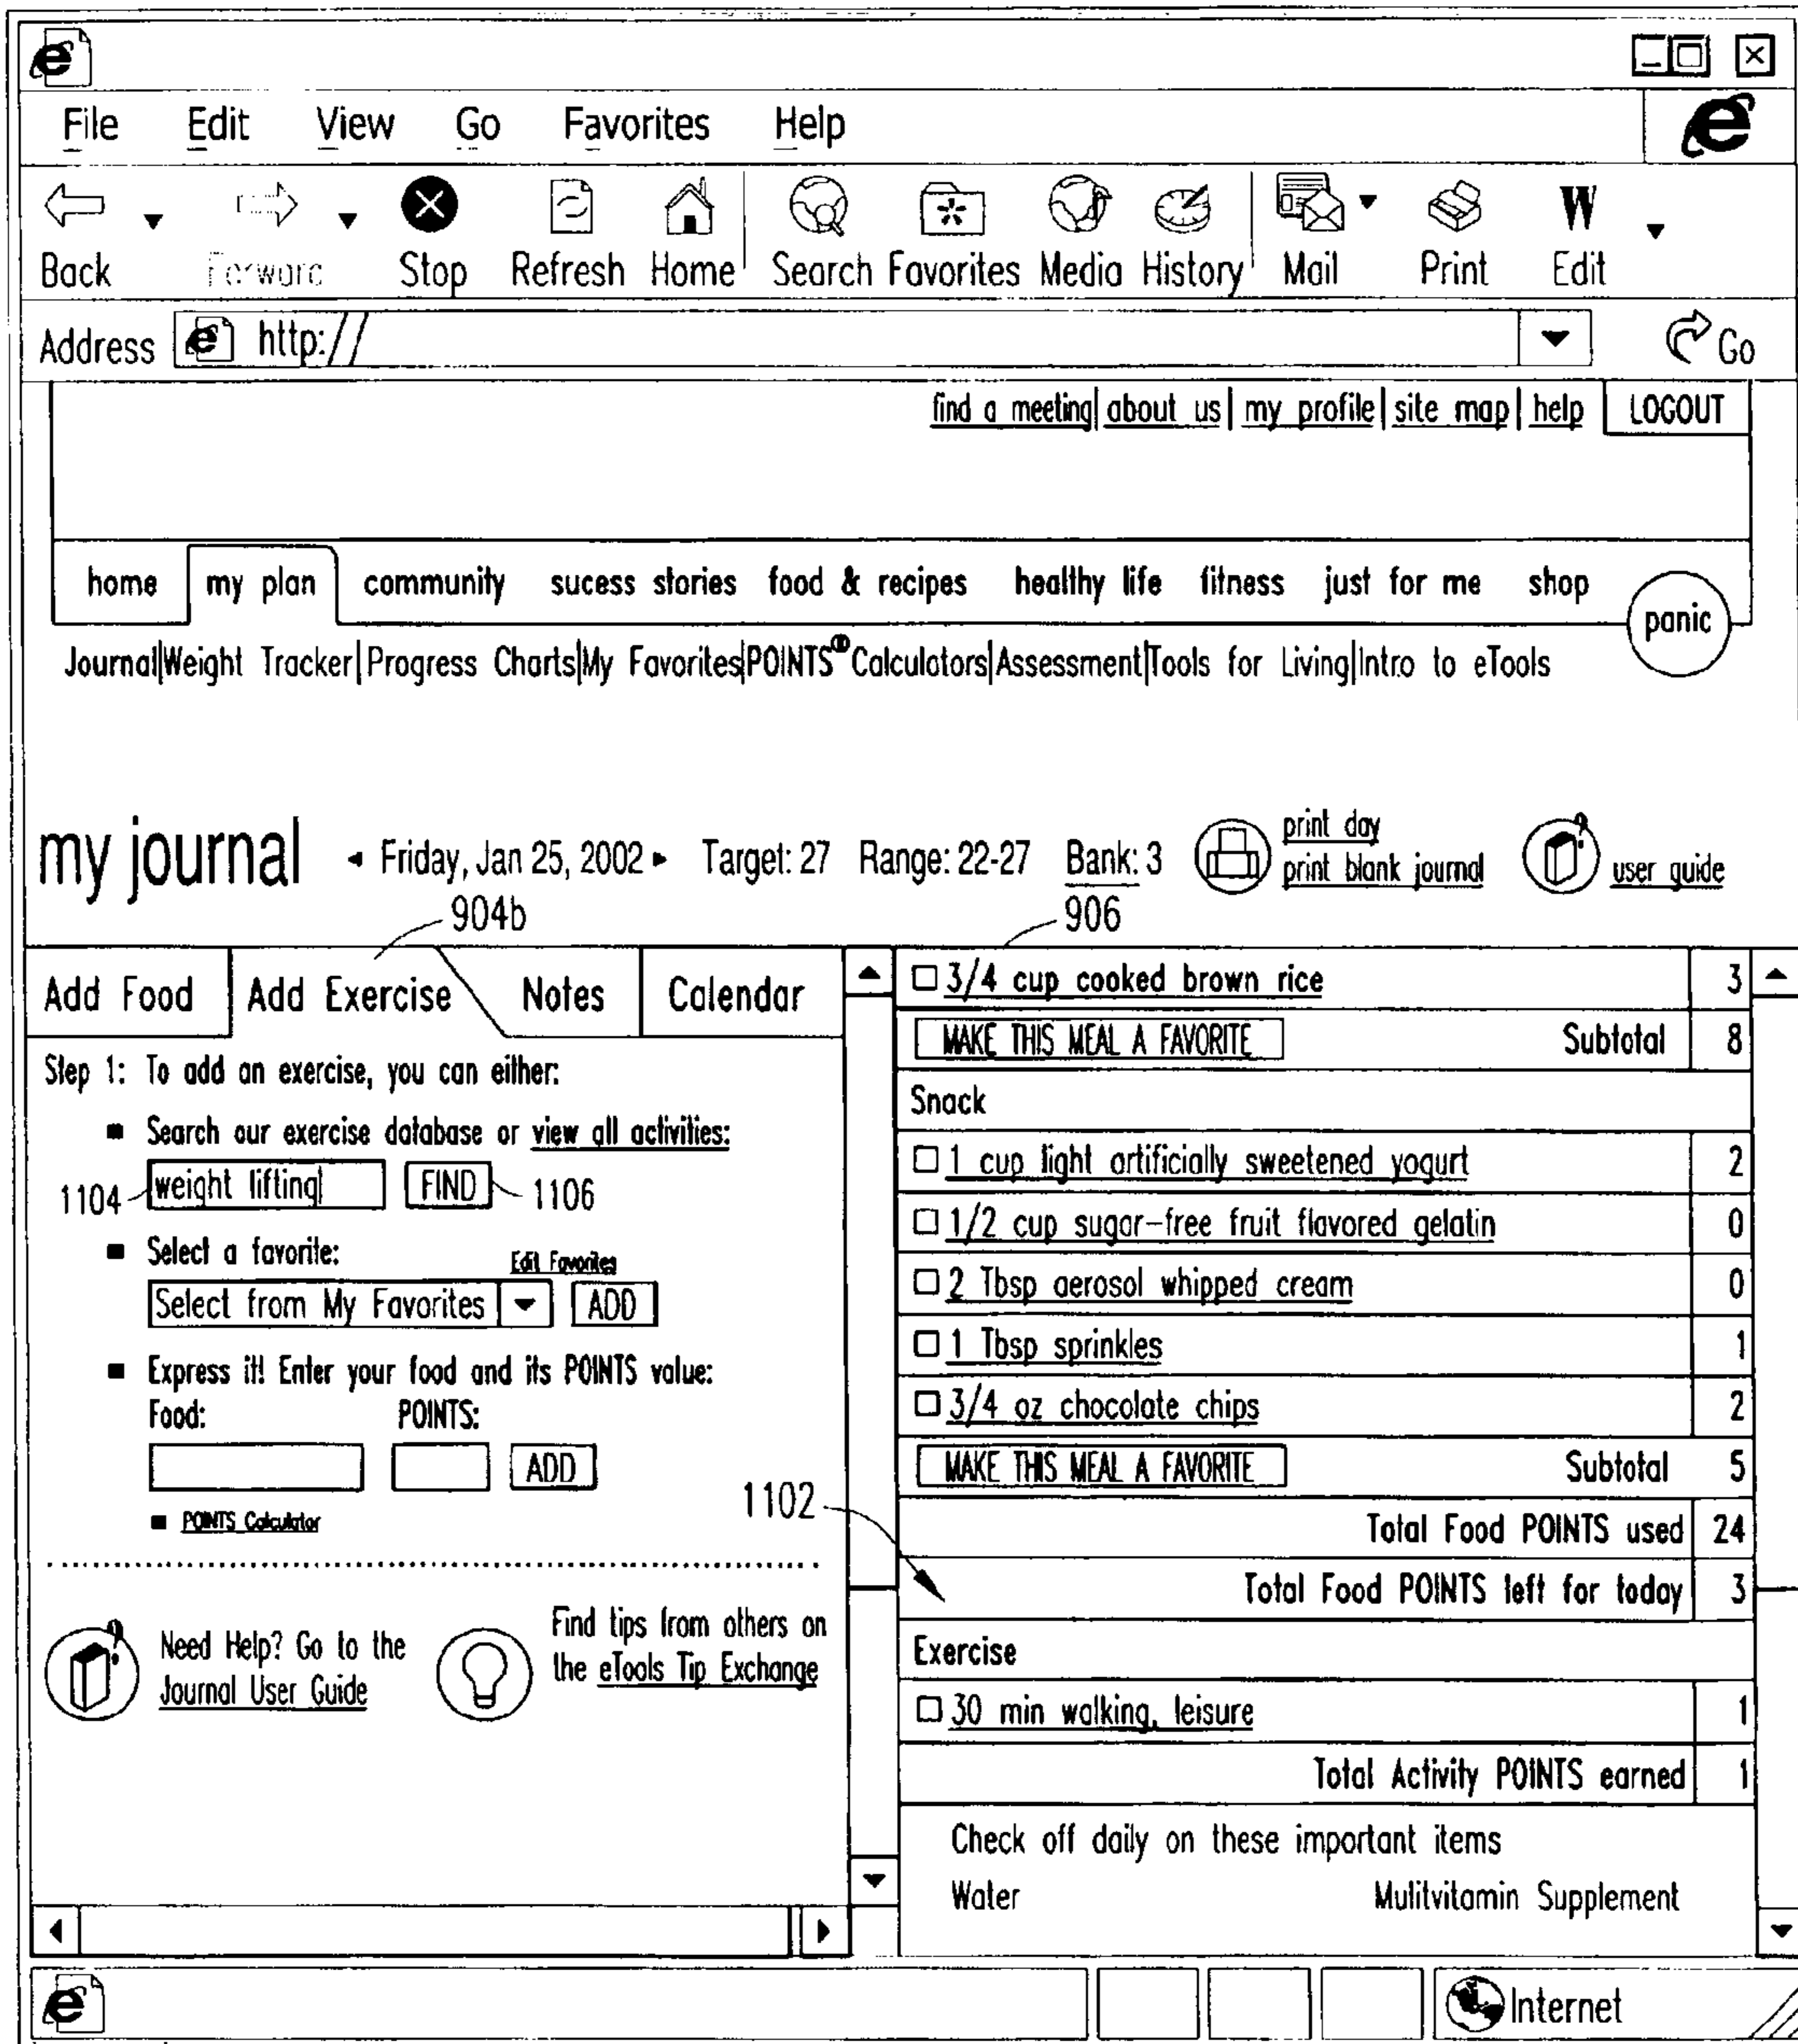 File Edit View Go Favorites Help
Back Forward Stop Refresh Home Search Favorites Media History Mail Print Edit
Address http:// Go
find a meeting| about us| my profile| site map| help LOGOUT
home my plan community sucess stories food & recipes healthy life fitness just for me shop panic
Journal|Weight Tracker|Progress Charts|My Favorites|POINTS® Calculators|Assessment|Tools for Living|Intro to eTools
my journal ◂ Friday, Jan 25, 2002 ▸ Target: 27 Range: 22-27 Bank: 3 print day
print blank journal user guide
904b
906
Add Food Add Exercise Notes Calendar
Step 1: To add an exercise, you can either:
■ Search our exercise database or view all activities:
1104 weight lifting FIND 1106
■ Select a favorite: Edit Favorites
Select from My Favorites ADD
■ Express it! Enter your food and its POINTS value:
Food: POINTS:
ADD
■ POINTS Calculator
Need Help? Go to the
Journal User Guide
Find tips from others on
the eTools Tip Exchange
3/4 cup cooked brown rice 3
MAKE THIS MEAL A FAVORITE Subtotal 8
Snack
1 cup light artificially sweetened yogurt 2
1/2 cup sugar-free fruit flavored gelatin 0
2 Tbsp aerosol whipped cream 0
1 Tbsp sprinkles 1
3/4 oz chocolate chips 2
MAKE THIS MEAL A FAVORITE Subtotal 5
1102
Total Food POINTS used 24
Total Food POINTS left for today 3
Exercise
30 min walking, leisure 1
Total Activity POINTS earned 1
Check off daily on these important items
Water Mulitvitamin Supplement
Internet